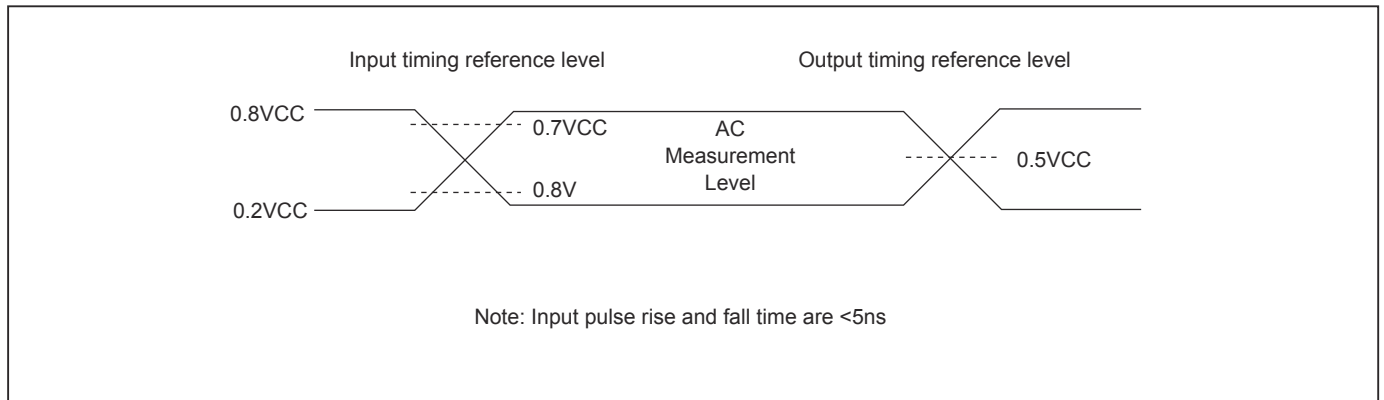 Input timing reference level
Output timing reference level
0.8VCC
0.7VCC
AC
Measurement
Level
0.5VCC
0.8V
0.2VCC
Note: Input pulse rise and fall time are <5ns